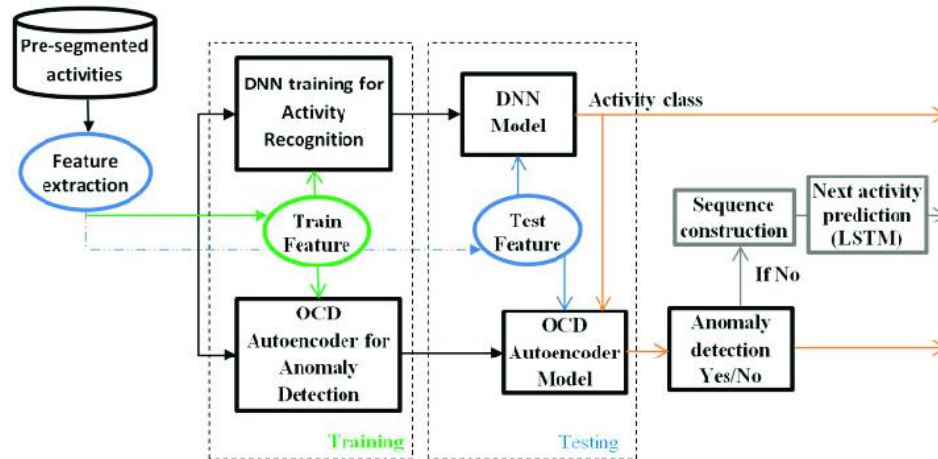 Pre-segmented
activities
Feature
extraction
DNN training for
Activity
Recognition
Train
Feature
OCD
Autoencoder for
Anomaly
Detection
Training
DNN
Model
Test
Feature
OCD
Autoencoder
Model
Testing
Activity class
Sequence
construction
Next activity
prediction
(LSTM)
If No
Anomaly
detection
Yes/No